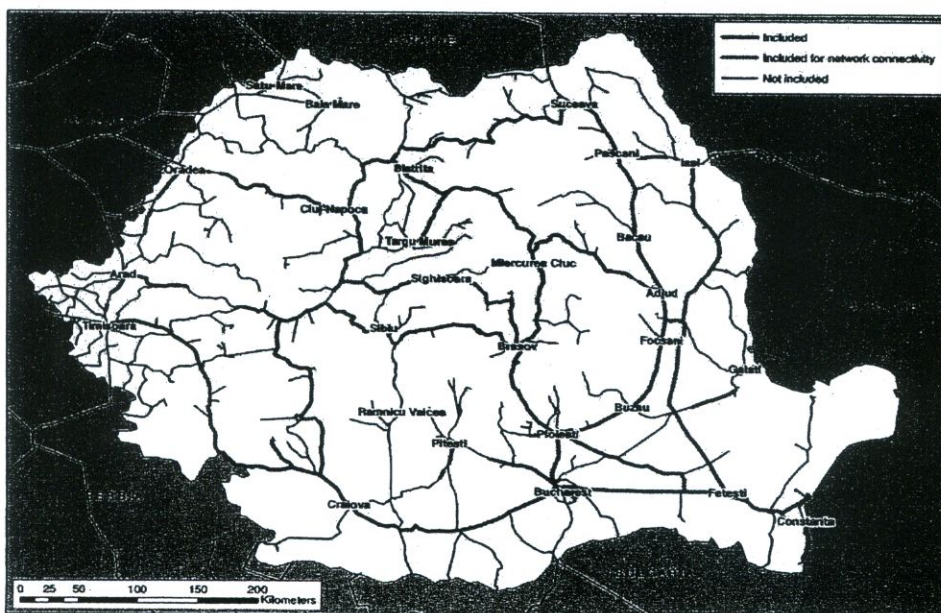 Included
Included for network connectivity
Not included
Satu Mare
Baia Mare
Suceava
Oradea
Bistrita
Pascani
Iasi
Cluj-Napoca
Targu-Mures
Bacau
Miercurea Ciuc
Arad
Sighisoara
Adjud
Timisoara
Sibiu
Brasov
Focsani
Galati
Ramnicu Valcea
Buzau
Pitesti
Ploiesti
Craiova
Bucharest
Fetesti
Constanta
0 25 50 100 150 200
Kilometers